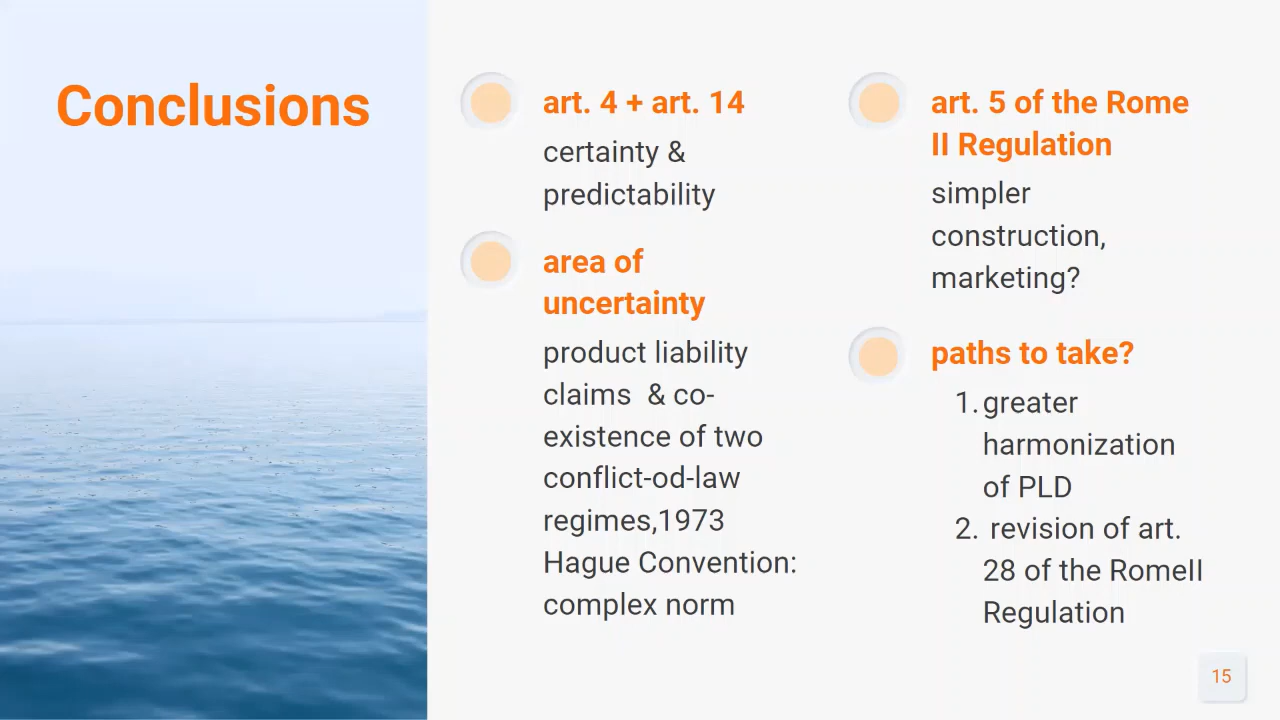 Conclusions
art. 4 + art. 14
certainty &
predictability
area of
uncertainty
product liability
claims  & co-
existence of two
conflict-od-law
regimes,1973
Hague Convention:
complex norm
art. 5 of the Rome
II Regulation
simpler
construction,
marketing?
paths to take?
1. greater
harmonization
of PLD
2. revision of art.
28 of the RomeII
Regulation
15